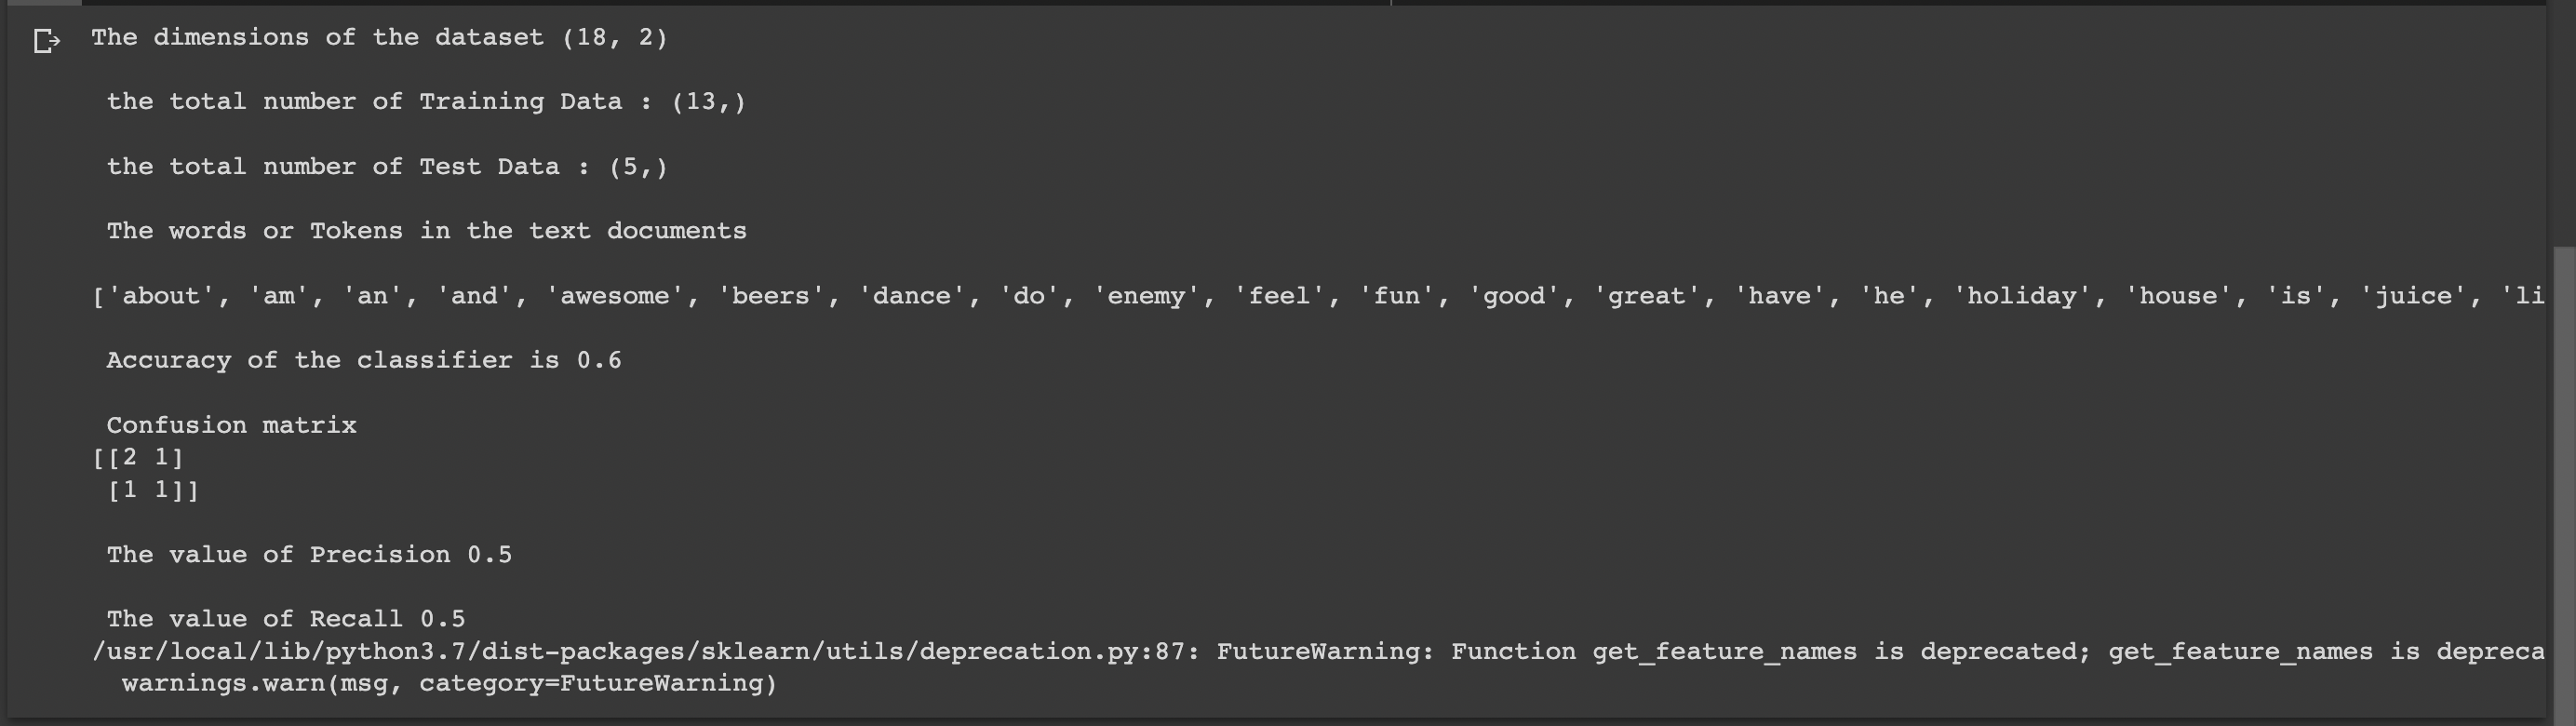 The dimensions of the dataset (18, 2)
the total number of Training Data : (13,)
the total number of Test Data : (5,)
The words or Tokens in the text documents
['about', 'am', 'an', 'and', 'awesome', 'beers', 'dance', 'do', 'enemy', 'feel', 'fun', 'good', 'great', 'have', 'he', 'holiday', 'house', 'is', 'juice', 'li
Accuracy of the classifier is 0.6
Confusion matrix
[[2 1]
[1 1]]
The value of Precision 0.5
The value of Recall 0.5
/usr/local/lib/python3.7/dist-packages/sklearn/utils/deprecation.py:87: FutureWarning: Function get_feature_names is deprecated; get_feature_names is depreca
warnings.warn(msg, category=FutureWarning)